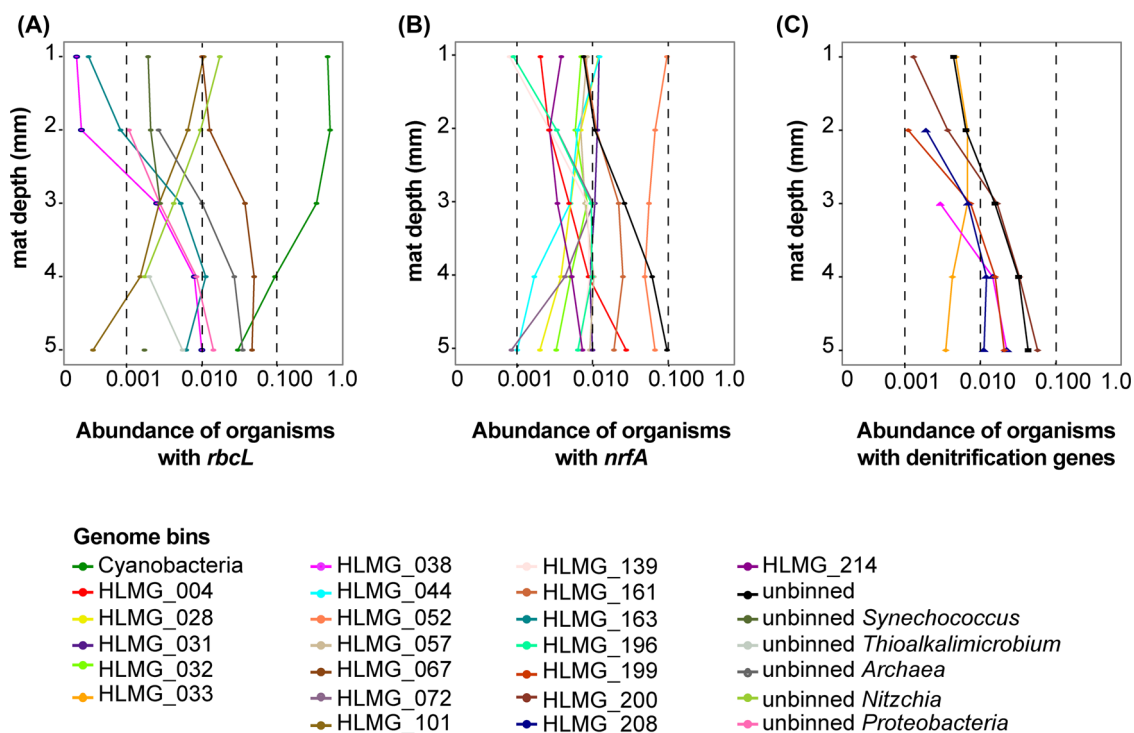 (A)
1
2
3
4
5
mat depth (mm)
0 0.001 0.010 0.100 1.0
Abundance of organisms
with rbcL
(B)
1
2
3
4
5
mat depth (mm)
0 0.001 0.010 0.100 1.0
Abundance of organisms
with nrfA
(C)
1
2
3
4
5
mat depth (mm)
0 0.001 0.010 0.100 1.0
Abundance of organisms
with denitrification genes
Genome bins
Cyanobacteria
HLMG_004
HLMG_028
HLMG_031
HLMG_032
HLMG_033
HLMG_038
HLMG_044
HLMG_052
HLMG_057
HLMG_067
HLMG_072
HLMG_101
HLMG_139
HLMG_161
HLMG_163
HLMG_196
HLMG_199
HLMG_200
HLMG_208
HLMG_214
unbinned
unbinned Synechococcus
unbinned Thioalkalimicrobium
unbinned Archaea
unbinned Nitzchia
unbinned Proteobacteria